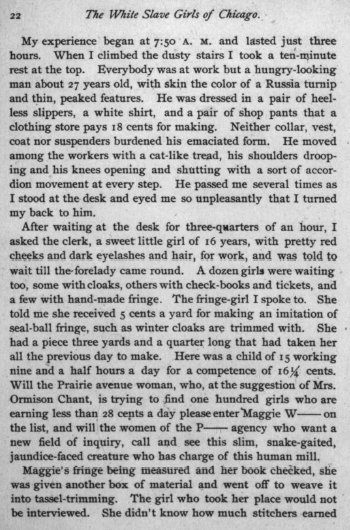 22 The White Slave Girls of Chicago.
My experience began at 7:50 A. M. and lasted just three
hours. When I climbed the dusty stairs I took a ten-minute
rest at the top. Everybody was at work but a hungry-looking
man about 27 years old, with skin the color of a Russia turnip
and thin, peaked features. He was dressed in a pair of heel-
less slippers, a white shirt, and a pair of shop pants that a
clothing store pays 18 cents for making. Neither collar, vest,
coat nor suspenders burdened his emaciated form. He moved
among the workers with a cat-like tread, his shoulders droop-
ing and his knees opening and shutting with a sort of accor-
dion movement at every step. He passed me several times as
I stood at the desk and eyed me so unpleasantly that I turned
my back to him.
After waiting at the desk for three-quarters of an hour, I
asked the clerk, a sweet little girl of 16 years, with pretty red
cheeks and dark eyelashes and hair, for work, and was told to
wait till the forelady came round. A dozen girls were waiting
too, some with cloaks, others with check-books and tickets, and
a few with hand-made fringe. The fringe-girl I spoke to. She
told me she received 5 cents a yard for making an imitation of
seal-ball fringe, such as winter cloaks are trimmed with. She
had a piece three yards and a quarter long that had taken her
all the previous day to make. Here was a child of 15 working
nine and a half hours a day for a competence of 16¼ cents.
Will the Prairie avenue woman, who, at the suggestion of Mrs.
Ormison Chant, is trying to find one hundred girls who are
earning less than 28 cents a day please enter Maggie W—— on
the list, and will the women of the P—— agency who want a
new field of inquiry, call and see this slim, snake-gaited,
jaundice-faced creature who has charge of this human mill.
Maggie's fringe being measured and her book checked, she
was given another box of material and went off to weave it
into tassel-trimming. The girl who took her place would not
be interviewed. She didn't know how much stitchers earned